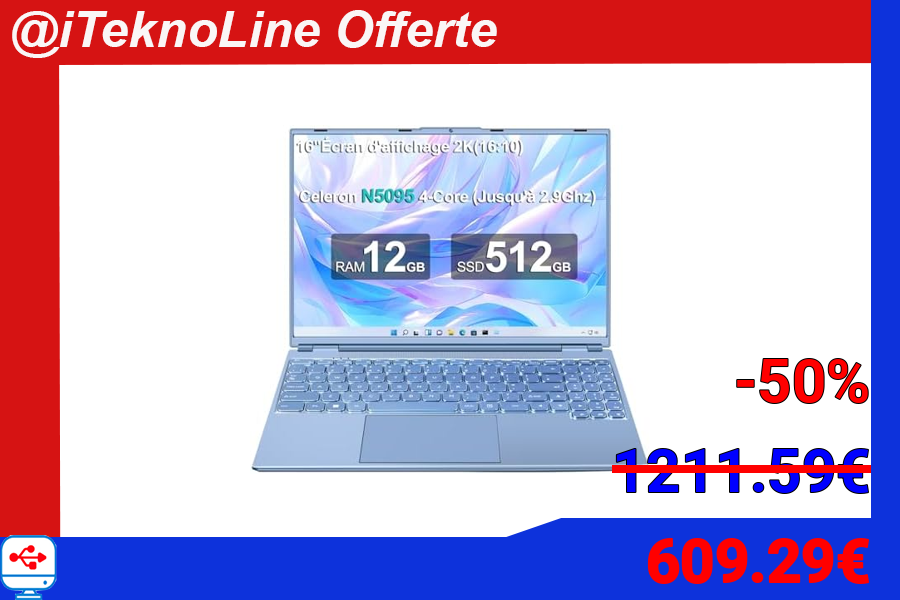 @iTeknoLine Offerte
16"Écran d'affichage 2K(16:10)
Celeron N5095 4-Core (Jusqu'à 2.9Ghz)
RAM12GB SSD512GB
-50%
1211.59€
609.29€